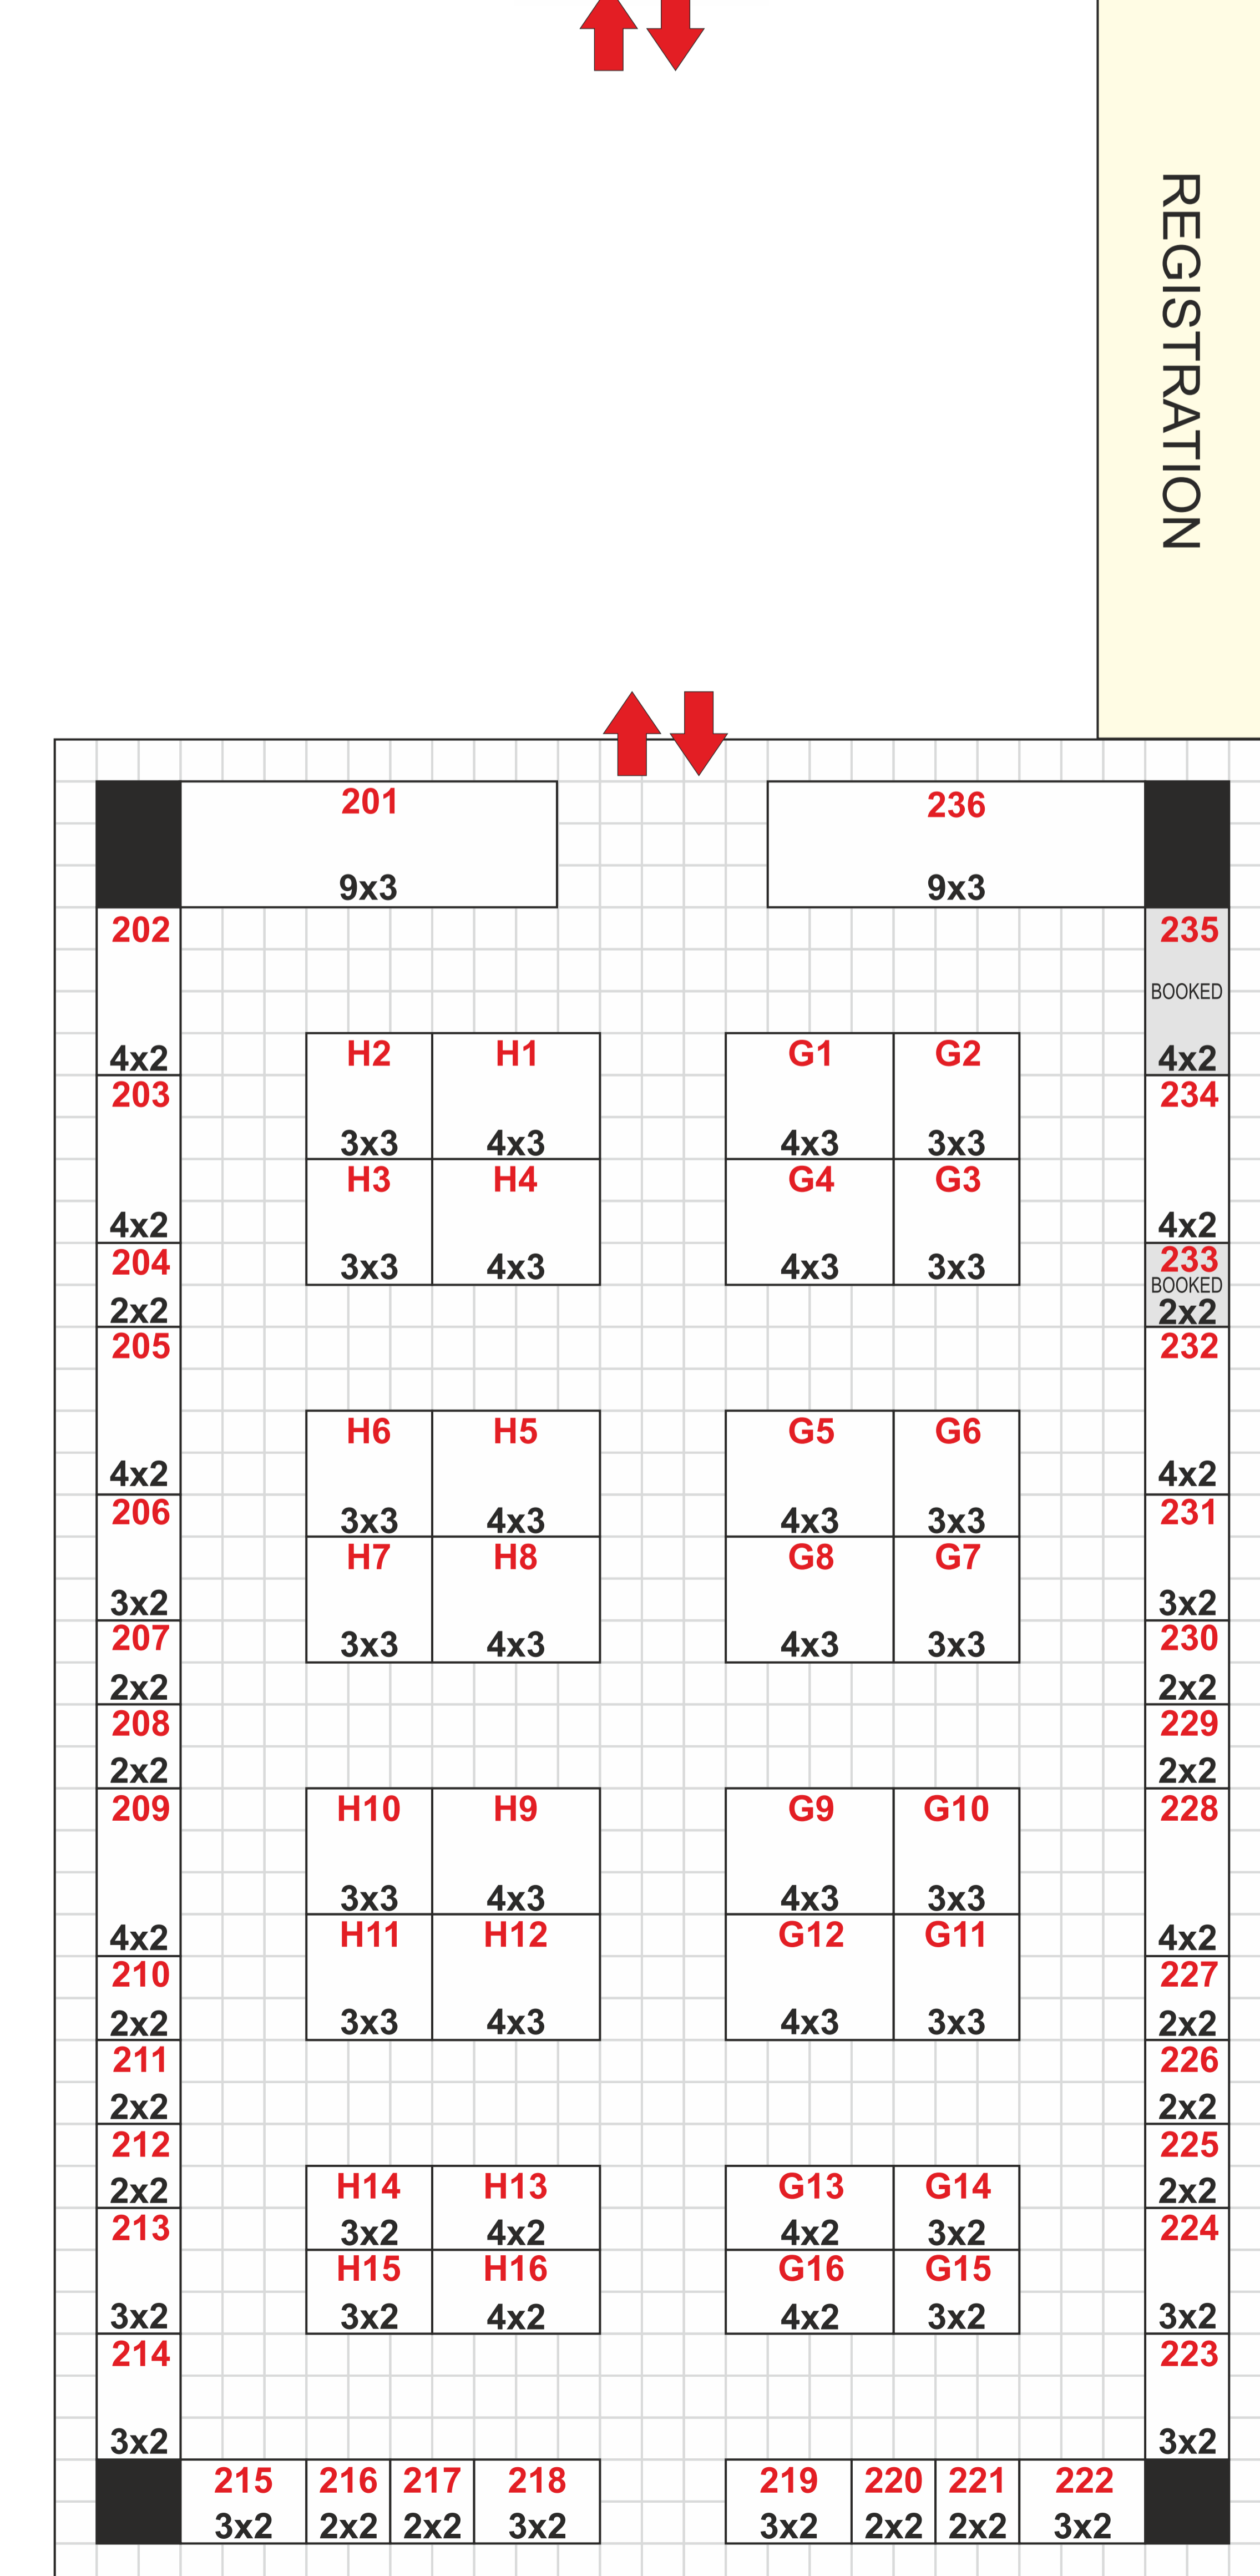 REGISTRATION
201
9x3
236
9x3
202
4x2
235
BOOKED
4x2
H2 H1
3x3 4x3
G1 G2
4x3 3x3
203
4x2
234
4x2
H3 H4
3x3 4x3
G4 G3
4x3 3x3
204
2x2
233
BOOKED
2x2
205
4x2
232
4x2
H6 H5
3x3 4x3
G5 G6
4x3 3x3
206
3x2
231
3x2
H7 H8
3x3 4x3
G8 G7
4x3 3x3
207
2x2
230
2x2
208
2x2
229
2x2
209
4x2
228
4x2
H10 H9
3x3 4x3
G9 G10
4x3 3x3
H11 H12
3x3 4x3
G12 G11
4x3 3x3
210
2x2
227
2x2
211
2x2
226
2x2
212
2x2
225
2x2
H14 H13
3x2 4x2
G13 G14
4x2 3x2
213
3x2
224
3x2
H15 H16
3x2 4x2
G16 G15
4x2 3x2
214
3x2
223
3x2
215 216 217 218 219 220 221 222
3x2 2x2 2x2 3x2 3x2 2x2 2x2 3x2